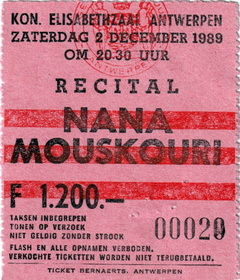 KON. ELISABETHZAAL ANTWERPEN
ZATERDAG 2 DECEMBER 1989
OM 20.30 UUR
RECITAL
NANA
MOUSKOURI
F 1.200.—
TAKSEN INBEGREPEN
TONEN OP VERZOEK
NIET GELDIG ZONDER STROOK
00029
FLASH EN ALLE OPNAMEN VERBODEN.
VERKOCHTE TICKETTEN WORDEN NIET TERUGBETAALD.
TICKET BERNAERTS. ANTWERPEN